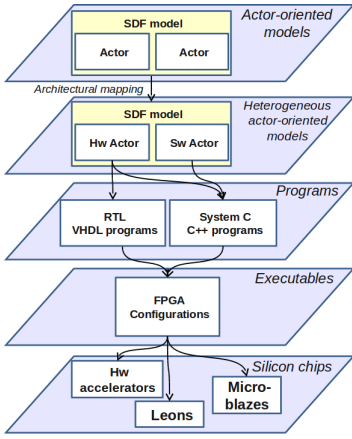 Actor-oriented
models
SDF model
Actor
Actor
Architectural mapping
Heterogeneous
actor-oriented
models
SDF model
Hw Actor
Sw Actor
Programs
RTL
VHDL programs
System C
C++ programs
Executables
FPGA
Configurations
Silicon chips
Hw
accelerators
Leons
Micro-
blazes